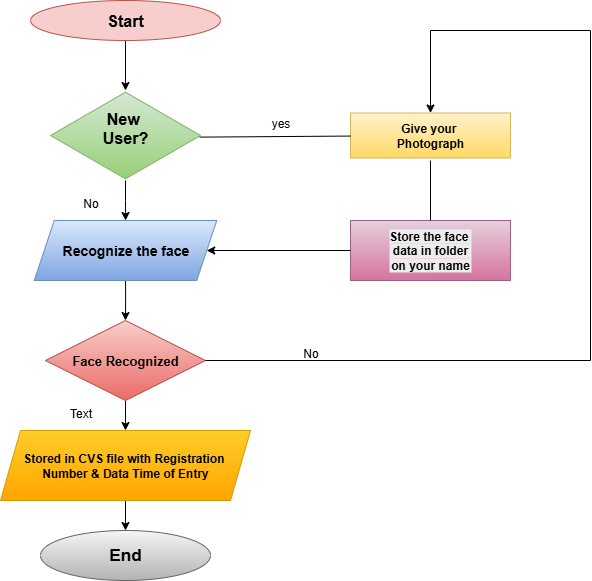 Start
New
User?
yes
Give your
Photograph
No
Recognize the face
Store the face
data in folder
on your name
Face Recognized
No
Text
Stored in CVS file with Registration
Number & Data Time of Entry
End